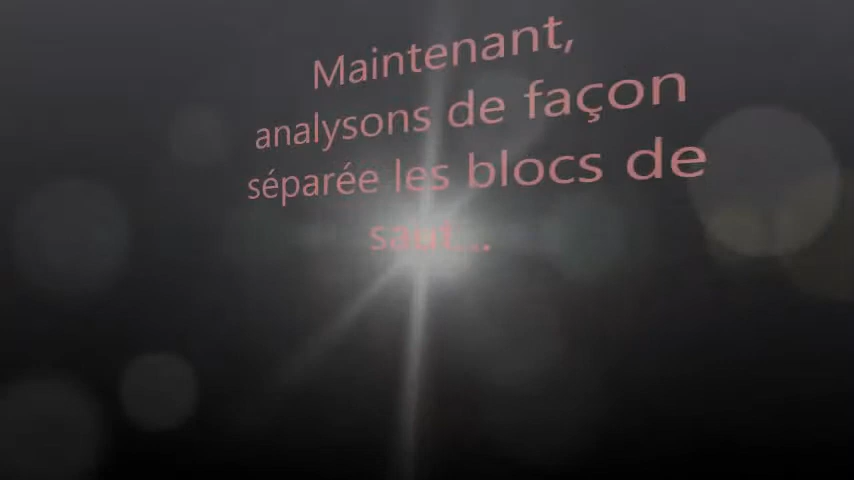 Maintenant,
analysons de façon
séparée les blocs de
saut...